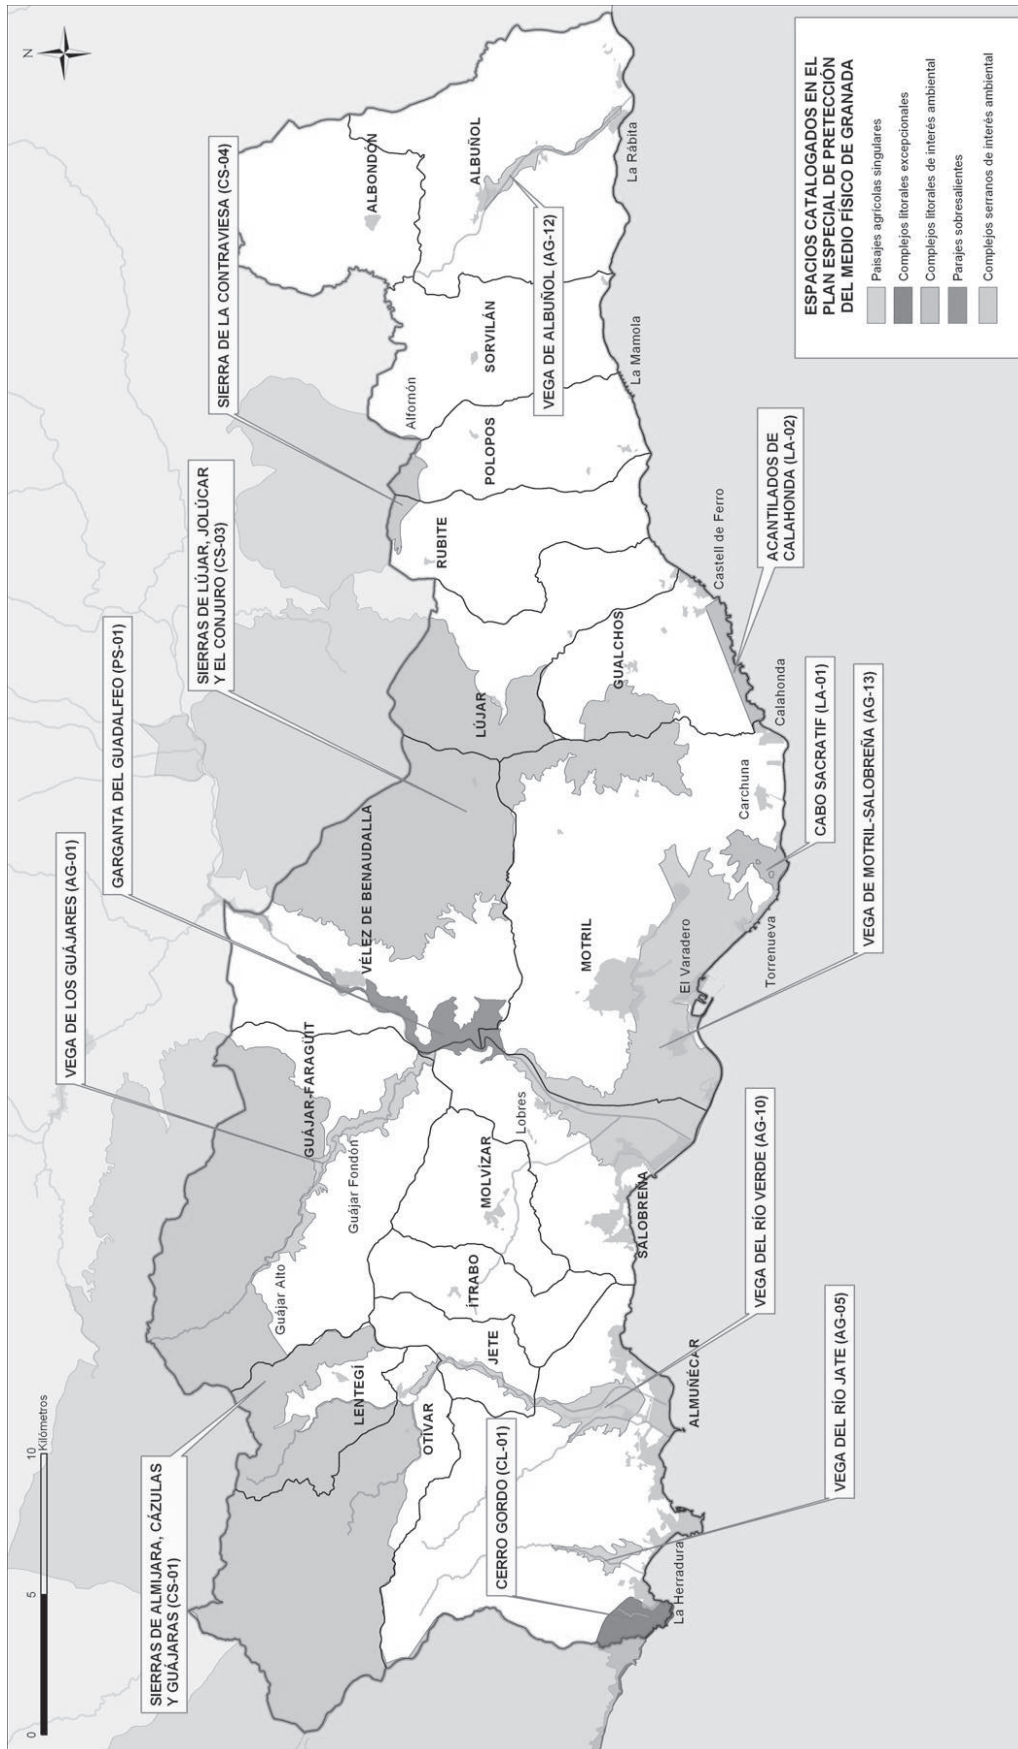 N
ESPACIOS CATALOGADOS EN EL
PLAN ESPECIAL DE PRETECCIÓN
DEL MEDIO FÍSICO DE GRANADA
Paisajes agrícolas singulares
Complejos litorales excepcionales
Complejos litorales de interés ambiental
Parajes sobresalientes
Complejos serranos de interés ambiental
0
5
10
Kilómetros
SIERRAS DE ALMIJARA, CÁZULAS
Y GUÁJARAS (CS-01)
VEGA DE LOS GUÁJARES (AG-01)
GARGANTA DEL GUADALFEO (PS-01)
SIERRAS DE LÚJAR, JOLÚCAR
Y EL CONJURO (CS-03)
SIERRA DE LA CONTRAVIESA (CS-04)
GUÁJAR-FARAGÜIT
Guájar Fondón
Guájar Alto
VÉLEZ DE BENAUDALLA
ALBONDÓN
ALBUÑOL
LENTEGÍ
OTÍVAR
JETE
ÍTRABO
MOLVÍZAR
Lobres
LÚJAR
RUBITE
Alfornón
POLOPOS
SORVILÁN
CERRO GORDO (CL-01)
VEGA DE ALBUÑOL (AG-12)
MOTRIL
GUALCHOS
SALOBREÑA
ALMUÑÉCAR
La Herradura
El Varadero
Torrenueva
Carchuna
Calahonda
Castell de Ferro
La Mamola
La Rábita
VEGA DEL RÍO JATE (AG-05)
VEGA DEL RÍO VERDE (AG-10)
VEGA DE MOTRIL-SALOBREÑA (AG-13)
CABO SACRATIF (LA-01)
ACANTILADOS DE
CALAHONDA (LA-02)